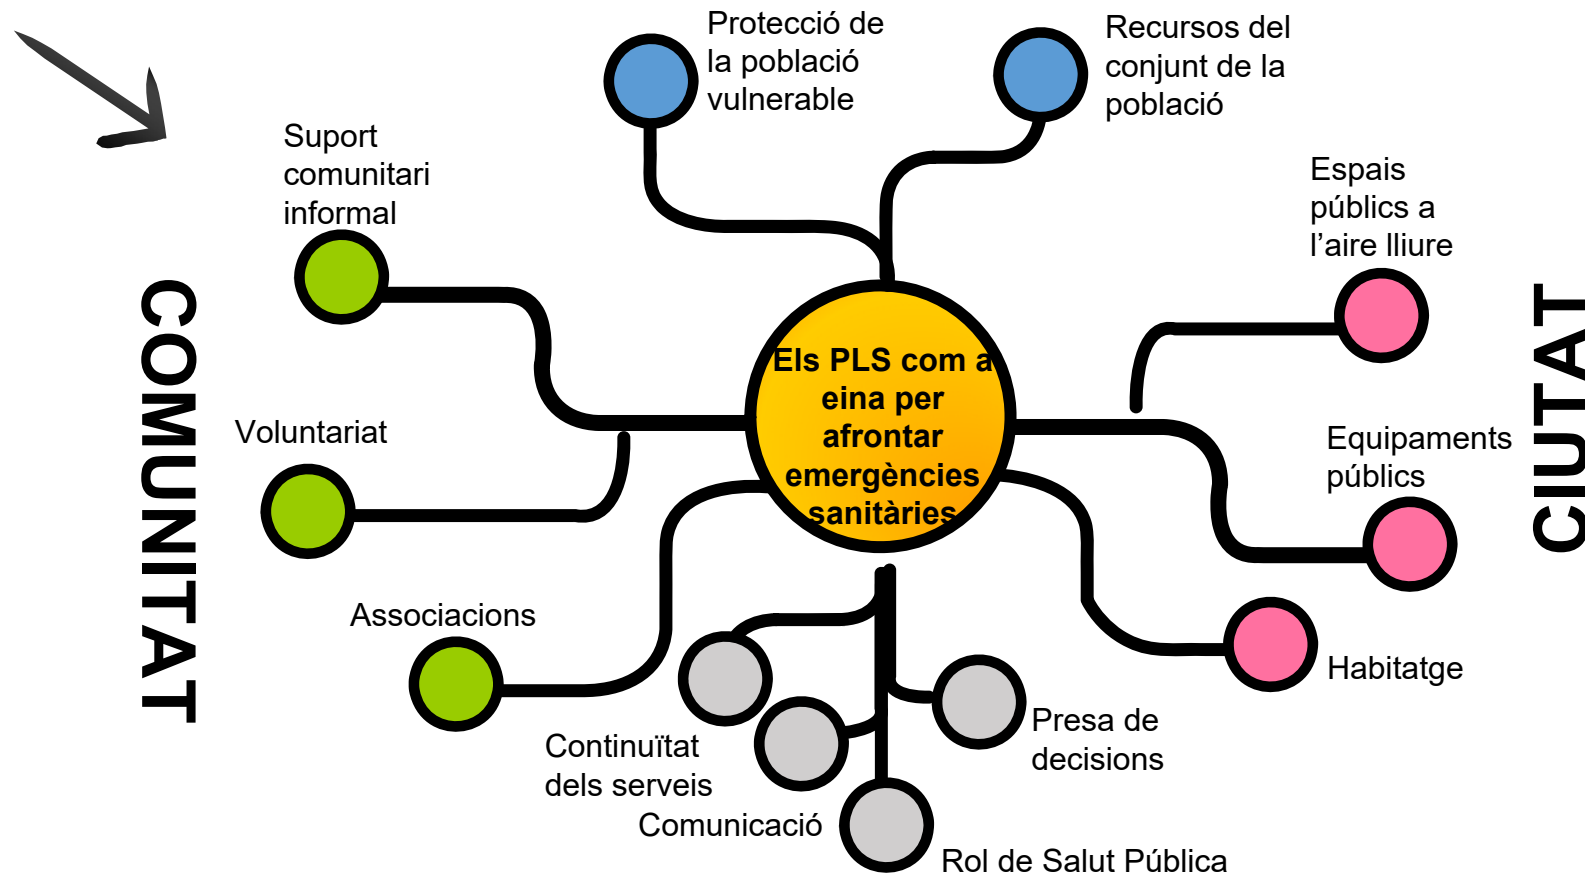 Protecció de
la població
vulnerable
Recursos del
conjunt de la
població
Suport
comunitari
informal
Espais
públics a
l’aire lliure
COMUNITAT
CIUTAT
Els PLS com a
eina per
afrontar
emergències
sanitàries
Voluntariat
Equipaments
públics
Associacions
Habitatge
Continuïtat
dels serveis
Presa de
decisions
Comunicació
Rol de Salut Pública